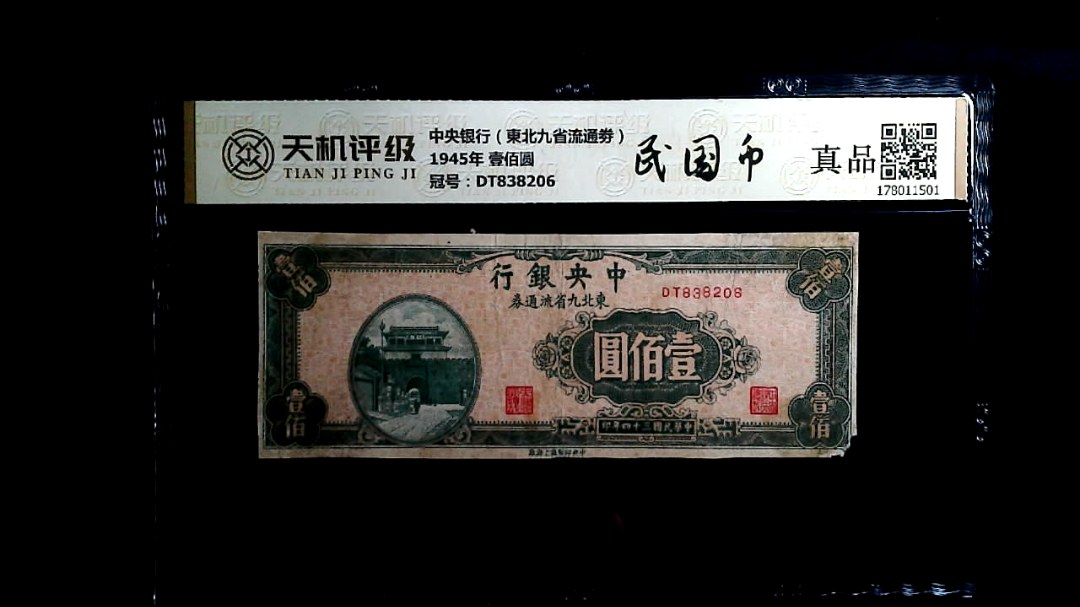 天机评级
TIAN JI PING JI
中央银行（東北九省流通券）
1945年 壹佰圆
冠号：DT838206
民国币
真品
178011501
壹佰
壹佰
行銀央中
券通流省九北東
DT838206
圓佰壹
印年四十三國民華中
壹佰
壹佰